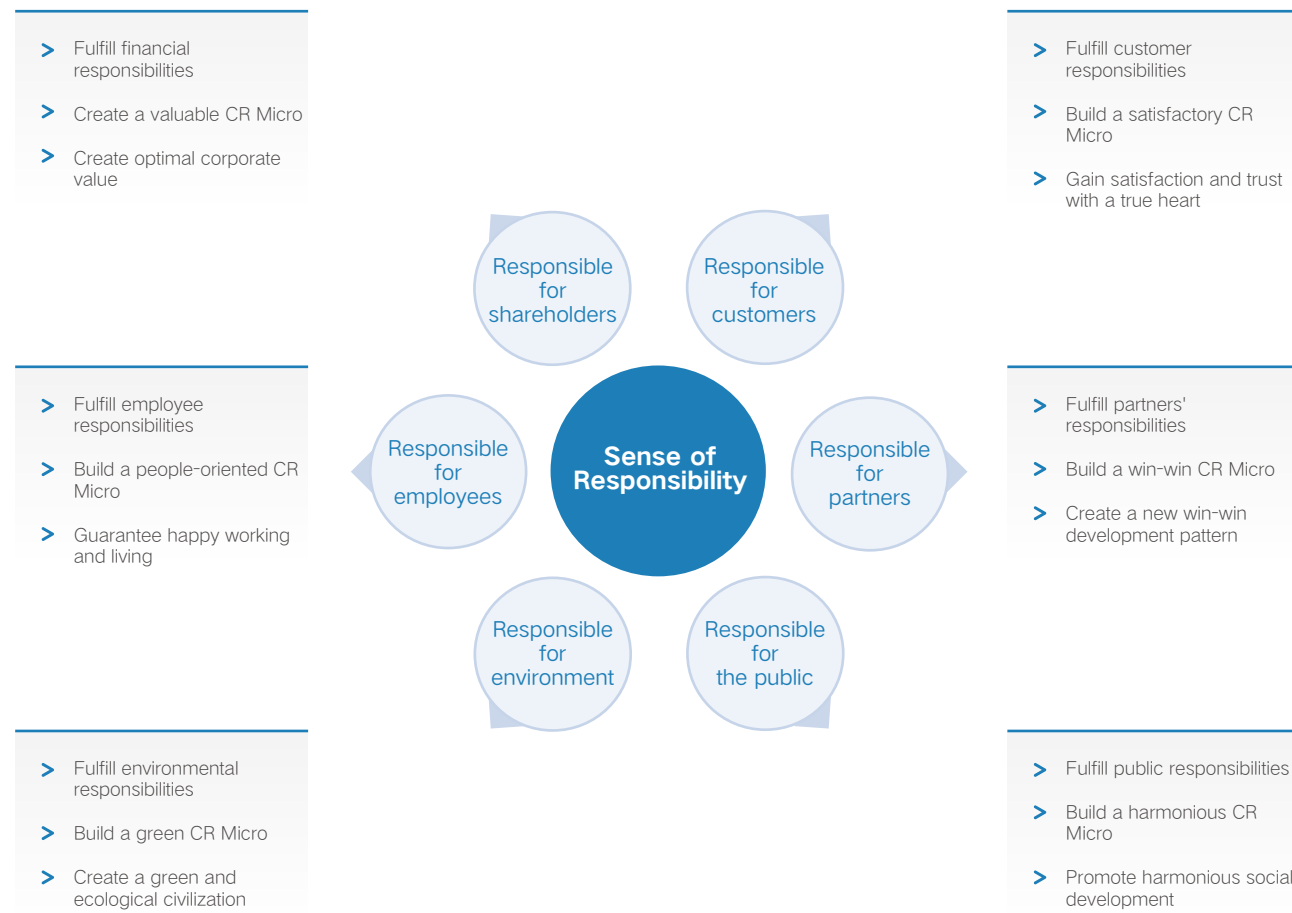 Fulfill financial
responsibilities
Create a valuable CR Micro
Create optimal corporate
value
Fulfill customer
responsibilities
Build a satisfactory CR
Micro
Gain satisfaction and trust
with a true heart
Responsible
for
shareholders
Responsible
for
customers
Fulfill employee
responsibilities
Build a people-oriented CR
Micro
Guarantee happy working
and living
Responsible
for
employees
Sense of
Responsibility
Responsible
for
partners
Fulfill partners'
responsibilities
Build a win-win CR Micro
Create a new win-win
development pattern
Responsible
for
environment
Responsible
for
the public
Fulfill environmental
responsibilities
Build a green CR Micro
Create a green and
ecological civilization
Fulfill public responsibilities
Build a harmonious CR
Micro
Promote harmonious social
development